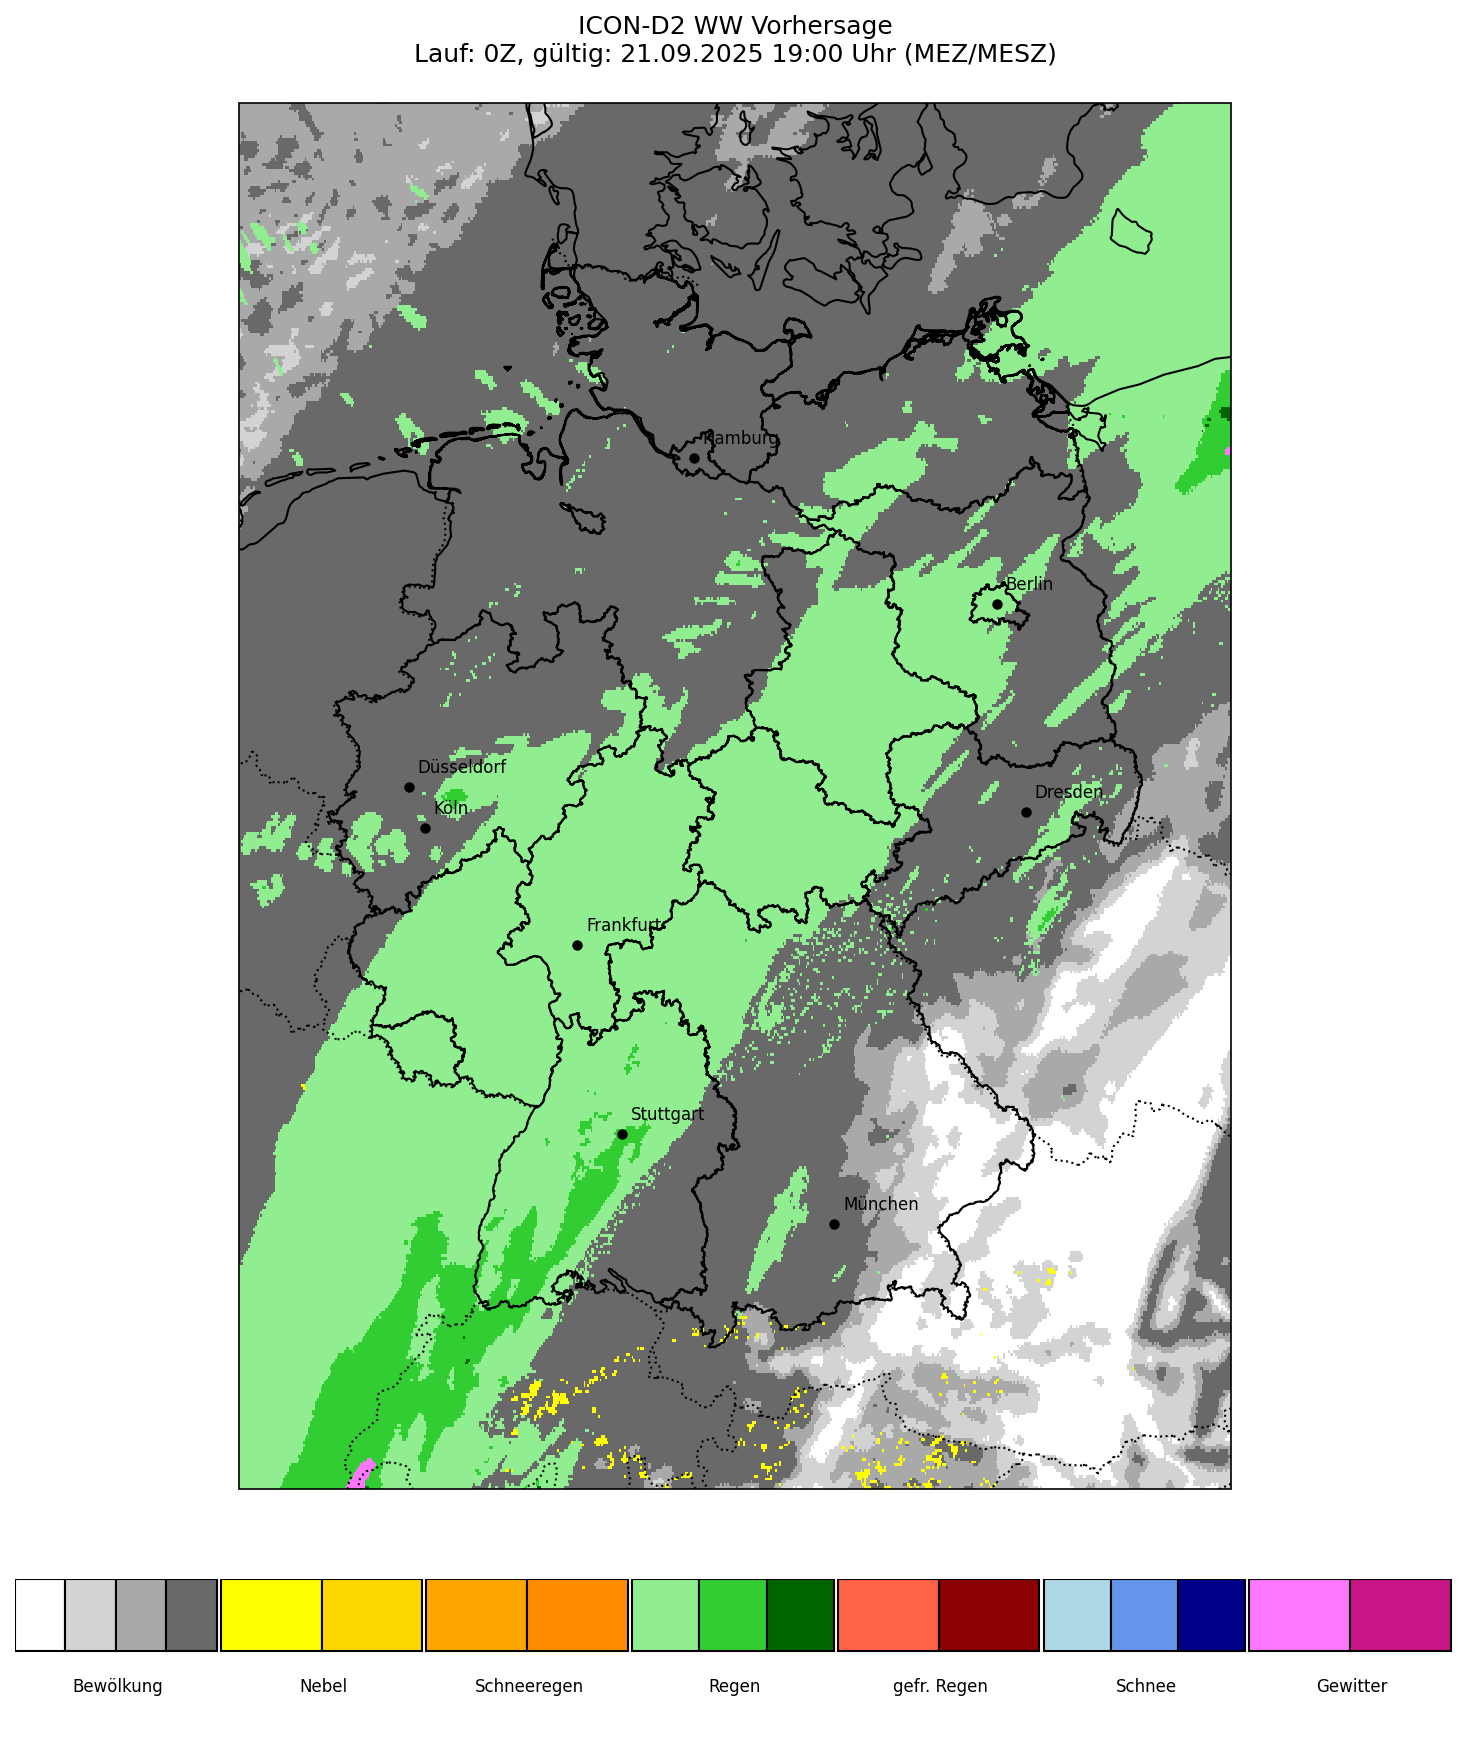 ICON-D2 WW Vorhersage
Lauf: 0Z, gültig: 21.09.2025 19:00 Uhr (MEZ/MESZ)
Hamburg
Berlin
Düsseldorf
Köln
Dresden
Frankfurt
Stuttgart
München
Bewölkung
Nebel
Schneeregen
Regen
gefr. Regen
Schnee
Gewitter